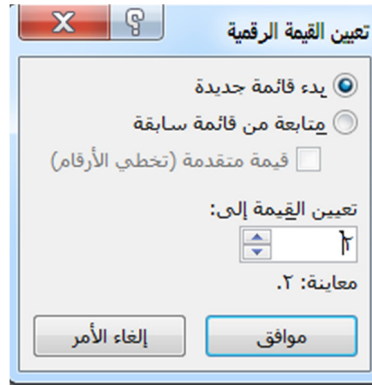 تعيين القيمة الرقمية
بدء قائمة جديدة
متابعة من قائمة سابقة
قيمة متقدمة (تخطي الأرقام)
تعيين القيمة إلى:
٢
معاينة: ٢.
موافق
إلغاء الأمر